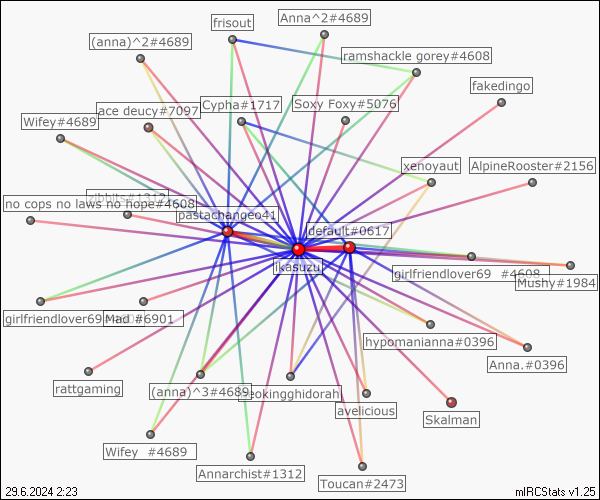 frisout
Anna^2#4689
(anna)^2#4689
ramshackle gorey#4608
fakedingo
ace deucy#7097
Cypha#1717
Soxy Foxy#5076
Wifey#4689
xenoyaut
AlpineRooster#2156
no cops no laws no hope#4608
pastachangeo41
default#0617
ikasuzu
girlfriendlover69 #4608
Mushy#1984
girlfriendlover69
Mad #6901
hypomanianna#0396
Anna.#0396
rattgaming
(anna)^3#4689
eokingghidorah
avelicious
Skalman
Wifey #4689
Annarchist#1312
Toucan#2473
29.6.2024 2:23
mIRCStats v1.25